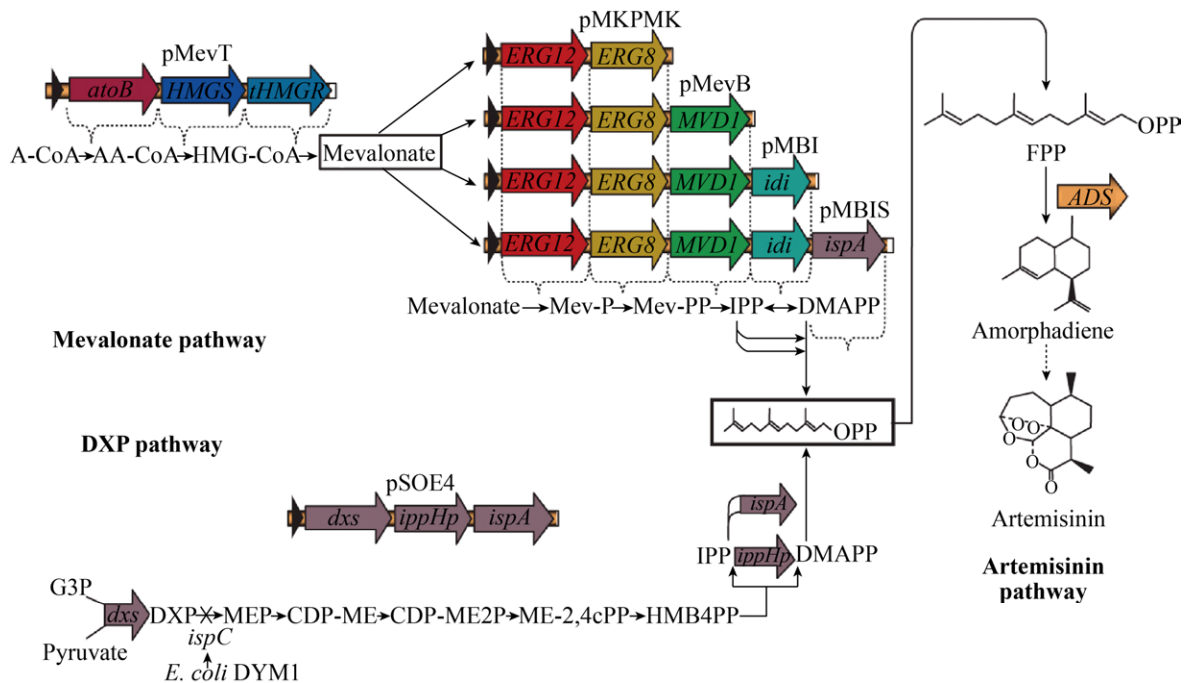 pMevT
atoB HMGS tHMGR
A-CoA AA-CoA HMG-CoA Mevalonate
pMKPMK
ERG12 ERG8
pMevB
ERG12 ERG8 MVD1
pMBI
ERG12 ERG8 MVD1 idi
pMBIS
ERG12 ERG8 MVD1 idi ispA
Mevalonate Mev-P Mev-PP IPP DMAPP
Mevalonate pathway
OPP
FPP
ADS
Amorphadiene
O
O
O
O
O
Artemisinin
Artemisinin
pathway
OPP
DXP pathway
pSOE4
dxs ippHp ispA
ispA
IPP ippHp DMAPP
G3P
dxs DXP X MEP CDP-ME CDP-ME2P ME-2,4cPP HMB4PP
Pyruvate
ispC
E. coli DYM1